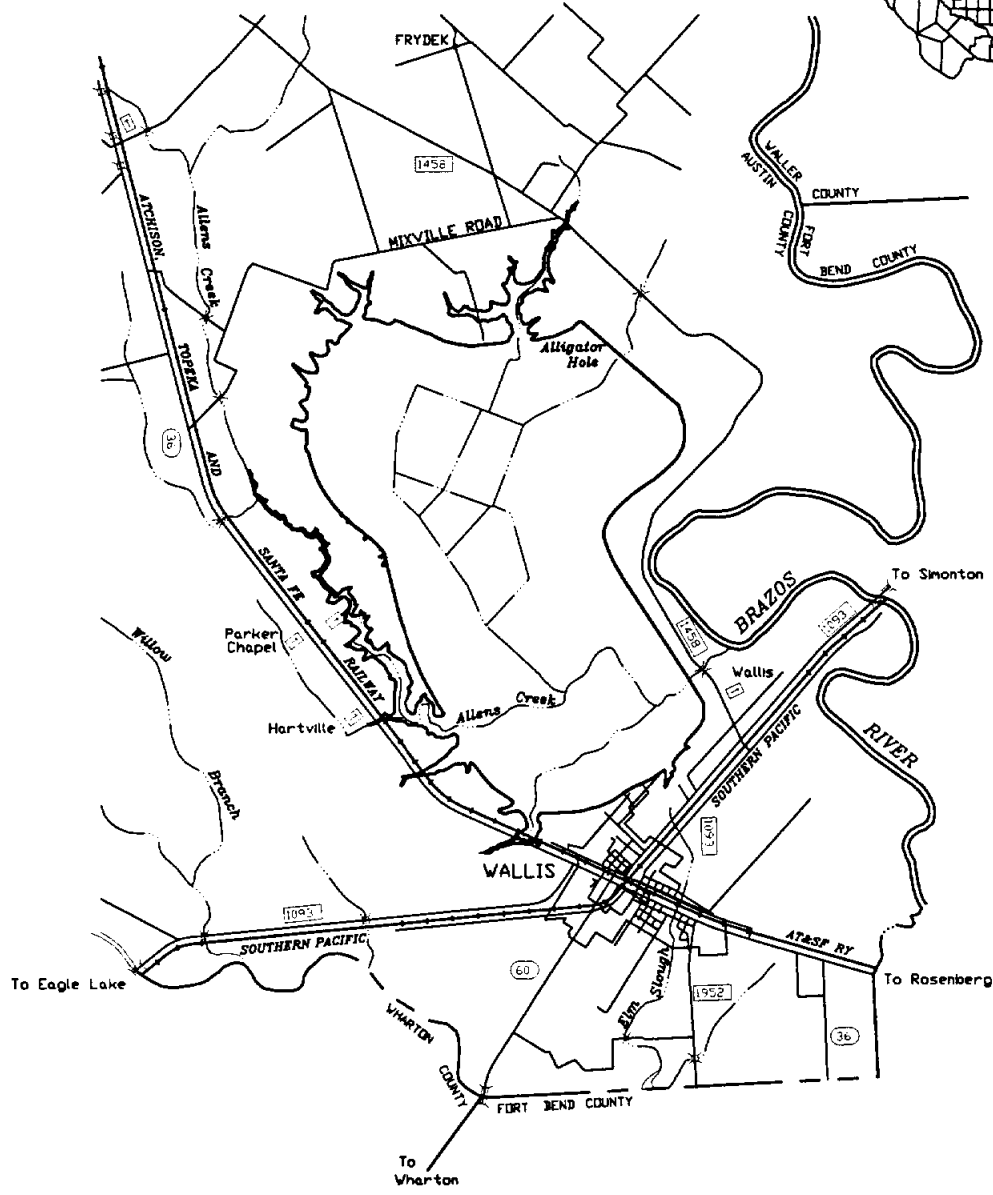 FRYDEK
1458
WALLER
AUSTIN
COUNTY
COUNTY
FORT
BEND COUNTY
ATCHISON,
TOPEKA
AND
SANTA FE
RAILWAY
Allens
Creek
MIXVILLE ROAD
Alligator
Hole
36
To Simonton
BRAZOS
RIVER
1093
1458
Wallis
Willow
Branch
Parker
Chapel
Hartville
Allens Creek
SOUTHERN PACIFIC
1093
WALLIS
1093
SOUTHERN PACIFIC
AT&SF RY
To Eagle Lake
To Rosenberg
60
Elm
Slough
1952
36
WHARTON
COUNTY
FORT BEND COUNTY
To
Wharton